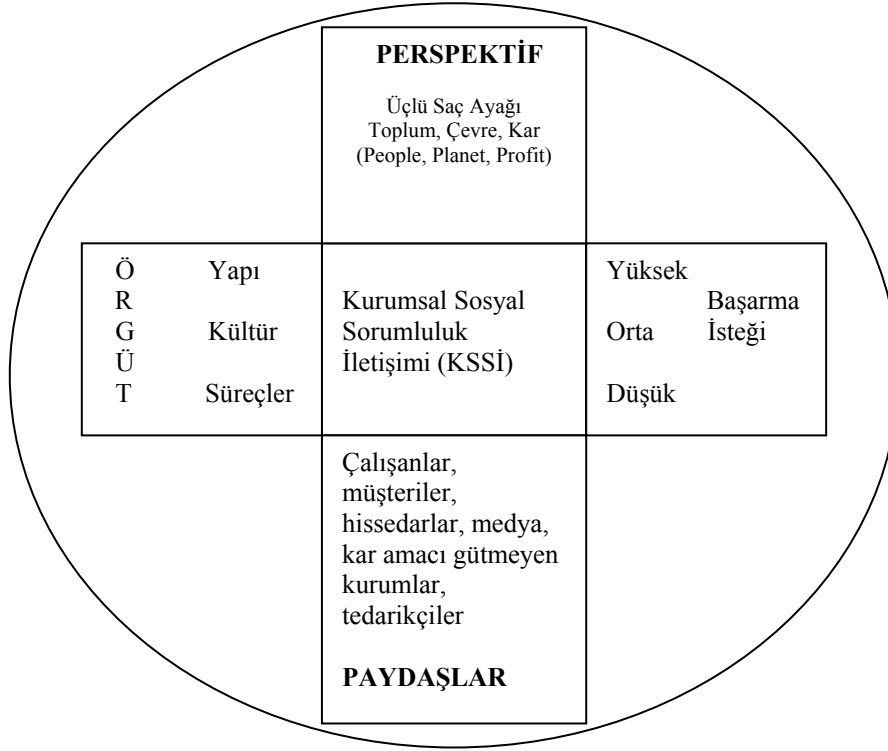 PERSPEKTİF
Üçlü Saç Ayağı
Toplum, Çevre, Kar
(People, Planet, Profit)
ÖRGÜT
Yapı
Kültür
Süreçler
Kurumsal Sosyal
Sorumluluk
İletişimi (KSSİ)
Yüksek
Orta
Düşük
Başarma
İsteği
Çalışanlar,
müşteriler,
hissedarlar, medya,
kar amacı gütmeyen
kurumlar,
tedarikçiler
PAYDAŞLAR